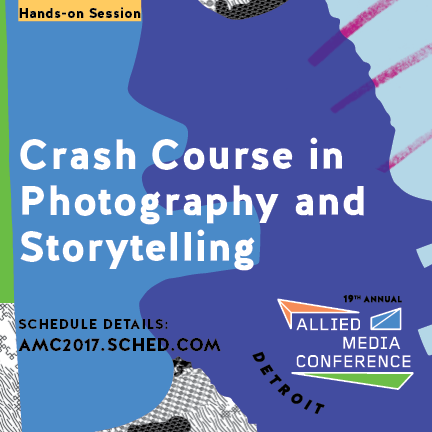 Hands-on Session
Crash Course in
Photography and
Storytelling
SCHEDULE DETAILS:
AMC2017.SCHED.COM
19TH ANNUAL
ALLIED
MEDIA
CONFERENCE
DETROIT